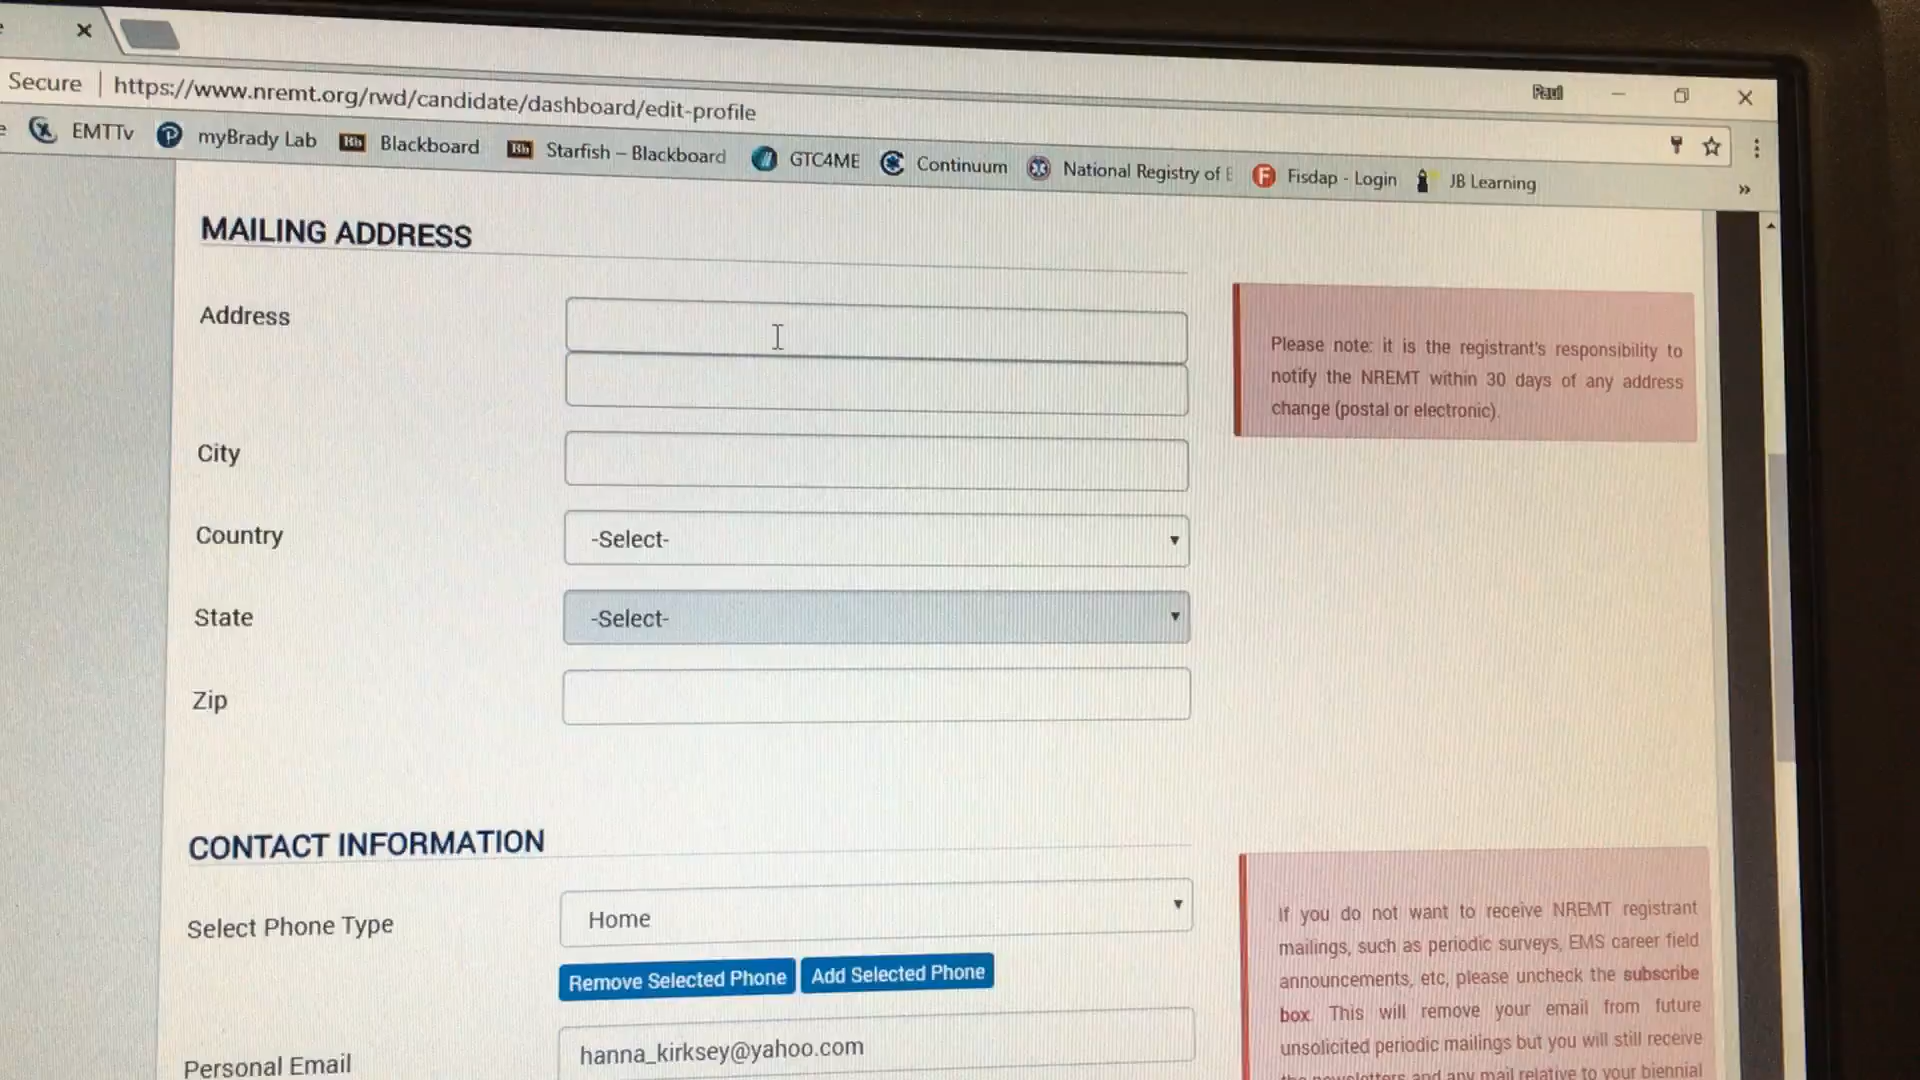 Paul
Secure | https://www.nremt.org/rwd/candidate/dashboard/edit-profile
EMTTv myBrady Lab Bb Blackboard Bb Starfish – Blackboard GTC4ME Continuum National Registry of E F Fisdap - Login JB Learning »
MAILING ADDRESS
Address
Please note: it is the registrant's responsibility to
notify the NREMT within 30 days of any address
change (postal or electronic).
City
Country
-Select-
State
-Select-
Zip
CONTACT INFORMATION
Select Phone Type
Home
Remove Selected Phone
Add Selected Phone
Personal Email
hanna_kirksey@yahoo.com
If you do not want to receive NREMT registrant
mailings, such as periodic surveys, EMS career field
announcements, etc, please uncheck the subscribe
box. This will remove your email from future
unsolicited periodic mailings but you will still receive
the newsletters and any mail relative to your biennial